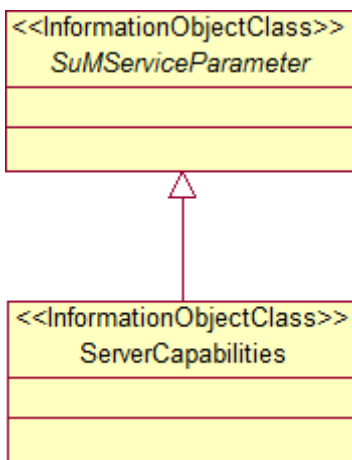 <<InformationObjectClass>>
SuMServiceParameter
<<InformationObjectClass>>
ServerCapabilities